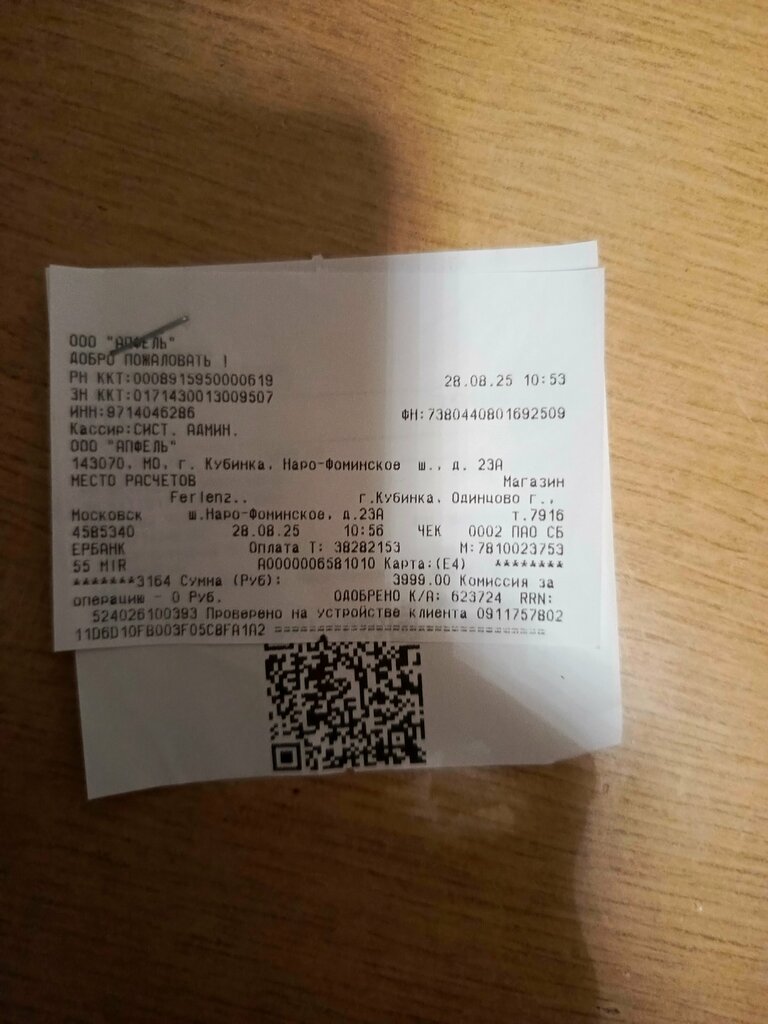 ООО "АПФЕЛЬ"
ДОБРО ПОЖАЛОВАТЬ !
РН ККТ:0008915950000619 28.08.25 10:53
ЗН ККТ:0171430013009507
ИНН:9714046286 ФН:7380440801692509
Кассир:СИСТ. АДМИН.
ООО "АПФЕЛЬ"
143070, МО, г. Кубинка, Наро-Фоминское ш., д. 23А
МЕСТО РАСЧЕТОВ Магазин
Ferlenz.. г.Кубинка, Одинцово г.,
Московск ш.Наро-Фоминское, д.23А т.7916
4585340 28.08.25 10:56 ЧЕК 0002 ПАО СБ
ЕРБАНК Оплата Т: 38282153 М:7810023753
55 MIR A0000006581010 Карта:(E4) ********
*******3164 Сумма (Руб): 3999.00 Комиссия за
операцию - 0 Руб. ОДОБРЕНО К/А: 623724 RRN:
524026100393 Проверено на устройстве клиента 0911757802
11D6D10FB003F05C8FA1A2 ==============================